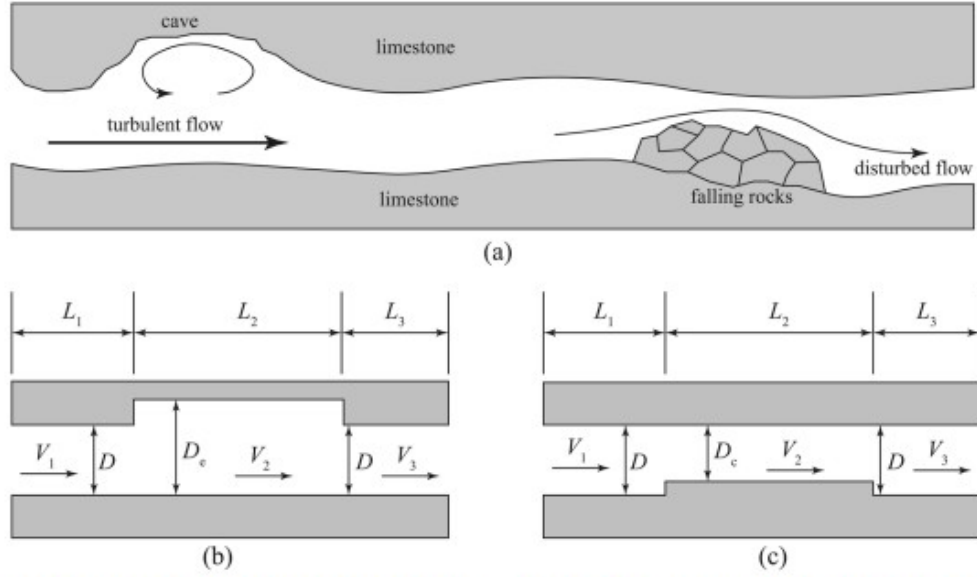 cave
limestone
turbulent flow
disturbed flow
falling rocks
limestone
(a)
L₁ L₂ L₃ L₁ L₂ L₃
V₁ D Dₑ V₂ D V₃ V₁ D D꜀ V₂ D V₃
(b) (c)